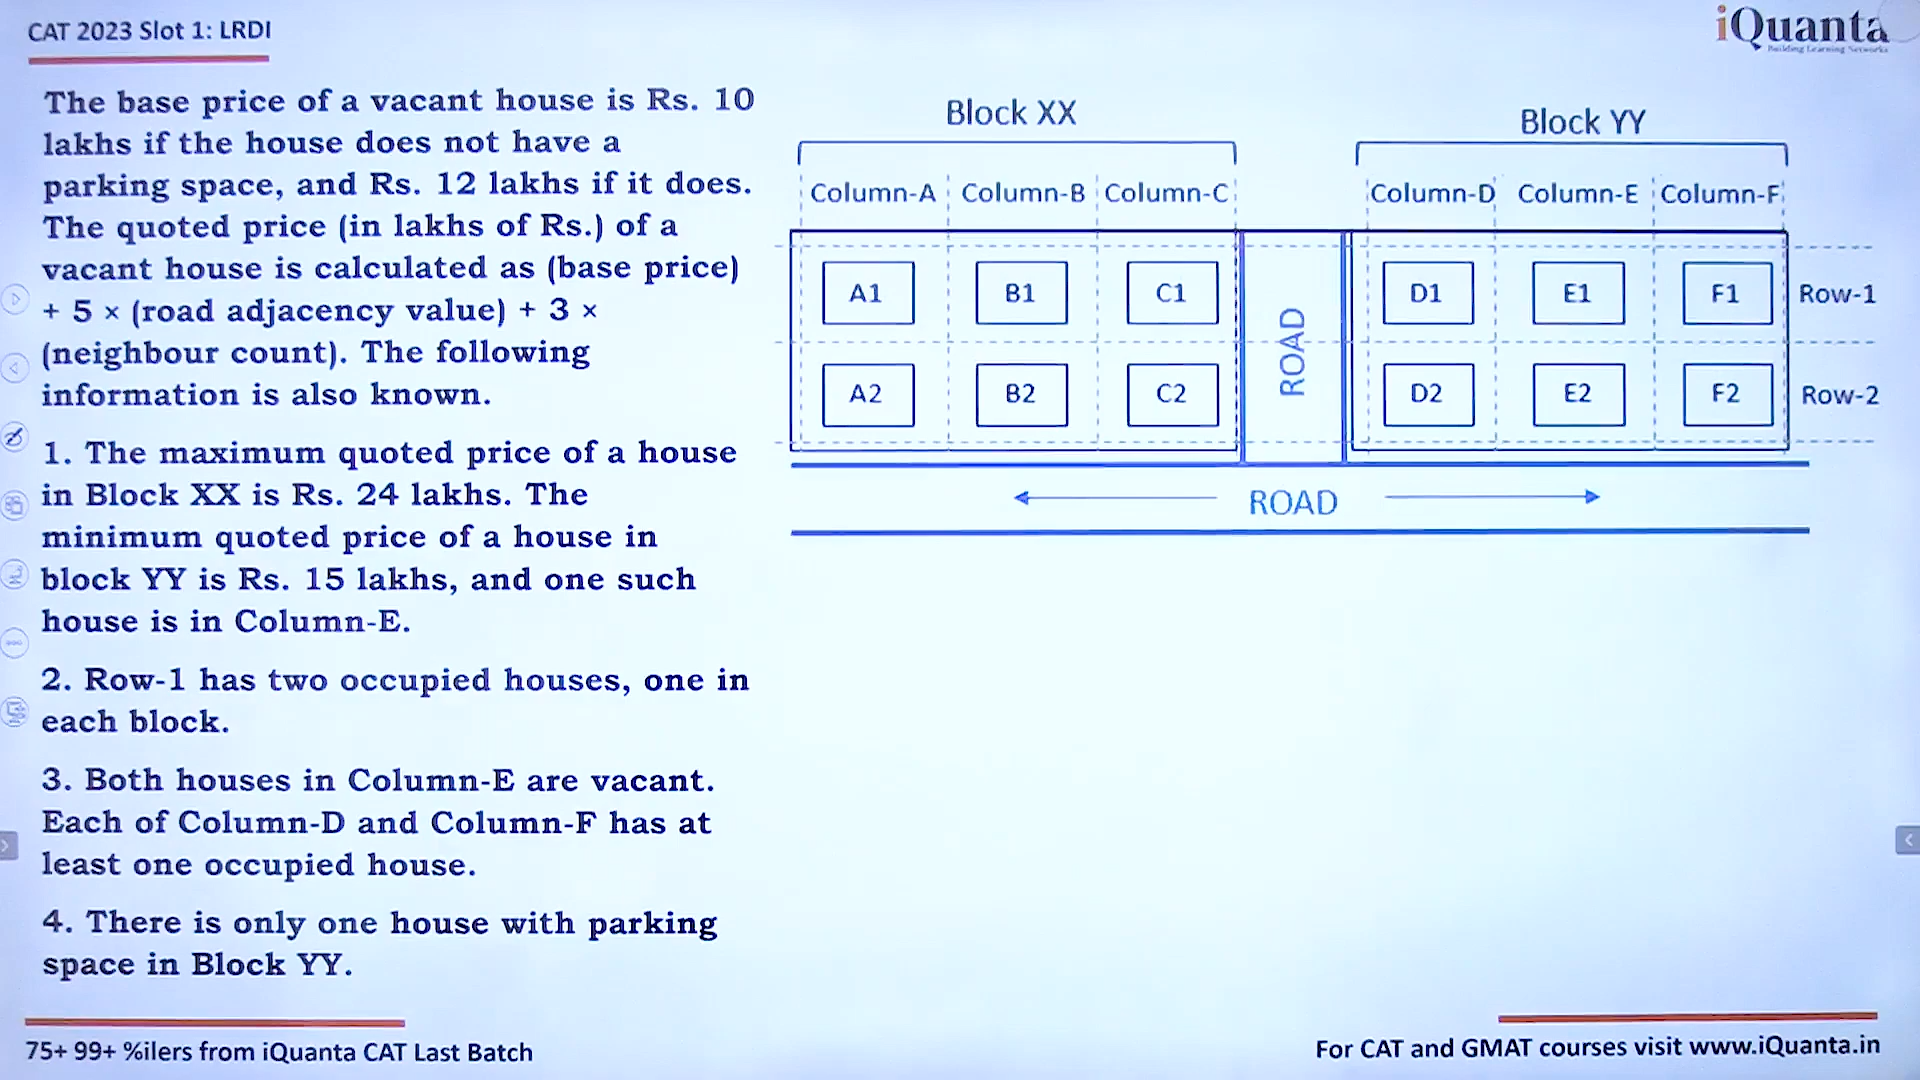 CAT 2023 Slot 1: LRDI
iQuanta
Building Learning Networks
The base price of a vacant house is Rs. 10
lakhs if the house does not have a
parking space, and Rs. 12 lakhs if it does.
The quoted price (in lakhs of Rs.) of a
vacant house is calculated as (base price)
+ 5 × (road adjacency value) + 3 ×
(neighbour count). The following
information is also known.
1. The maximum quoted price of a house
in Block XX is Rs. 24 lakhs. The
minimum quoted price of a house in
block YY is Rs. 15 lakhs, and one such
house is in Column-E.
2. Row-1 has two occupied houses, one in
each block.
3. Both houses in Column-E are vacant.
Each of Column-D and Column-F has at
least one occupied house.
4. There is only one house with parking
space in Block YY.
Block XX
Block YY
Column-A Column-B Column-C
Column-D Column-E Column-F
A1 B1 C1 D1 E1 F1 Row-1
ROAD
A2 B2 C2 D2 E2 F2 Row-2
ROAD
75+ 99+ %ilers from iQuanta CAT Last Batch
For CAT and GMAT courses visit www.iQuanta.in